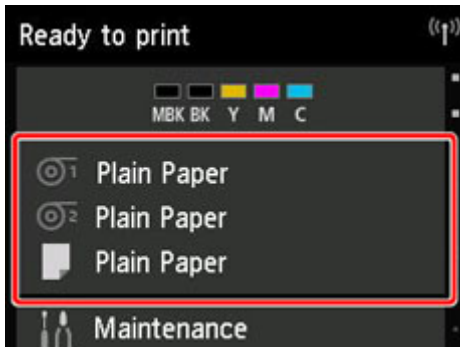 Ready to print
MBK BK Y M C
1 Plain Paper
2 Plain Paper
Plain Paper
Maintenance